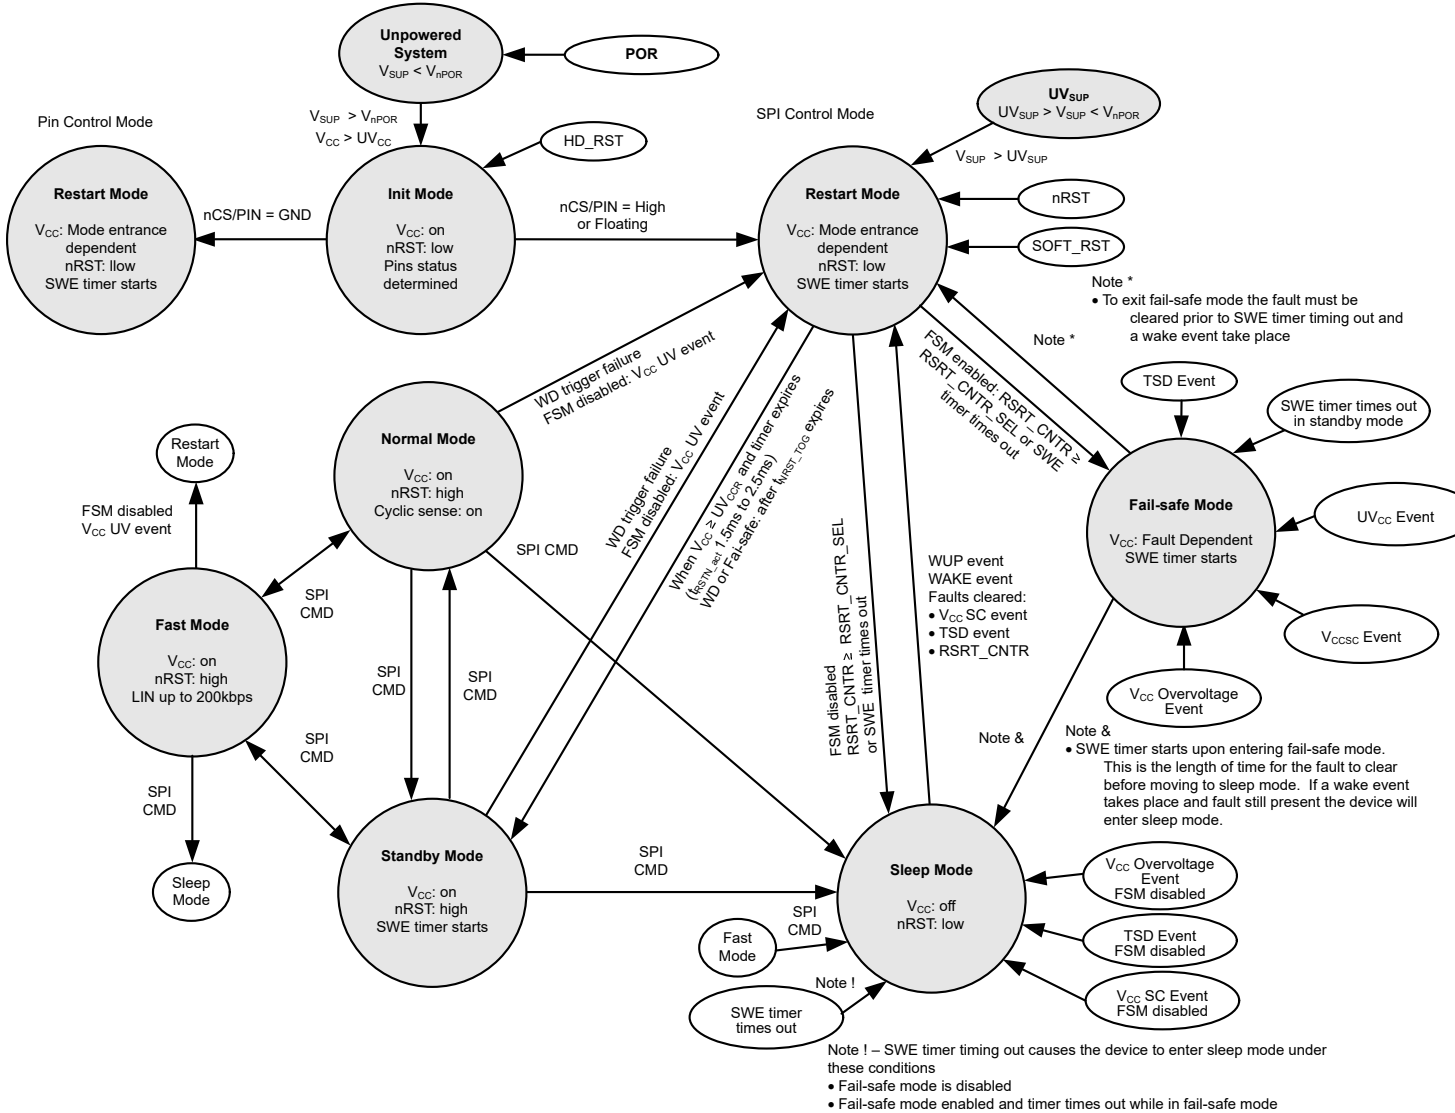 Unpowered
System
VSUP < VnPOR
POR
VSUP > VnPOR
VCC > UVCC
HD_RST
Pin Control Mode
Restart Mode
VCC: Mode entrance
dependent
nRST: llow
SWE timer starts
nCS/PIN = GND
Init Mode
VCC: on
nRST: low
Pins status
determined
nCS/PIN = High
or Floating
SPI Control Mode
UVSUP
UVSUP > VSUP < VnPOR
VSUP > UVSUP
Restart Mode
VCC: Mode entrance
dependent
nRST: low
SWE timer starts
nRST
SOFT_RST
Note *
• To exit fail-safe mode the fault must be
cleared prior to SWE timer timing out and
a wake event take place
Note *
FSM enabled: RSRT_CNTR ≥
RSRT_CNTR_SEL or SWE
timer times out
TSD Event
SWE timer times out
in standby mode
Fail-safe Mode
VCC: Fault Dependent
SWE timer starts
UVCC Event
VCCSC Event
VCC Overvoltage
Event
WD trigger failure
FSM disabled: VCC UV event
Normal Mode
VCC: on
nRST: high
Cyclic sense: on
Restart
Mode
FSM disabled
VCC UV event
SPI
CMD
Fast Mode
VCC: on
nRST: high
LIN up to 200kbps
SPI
CMD
SPI
CMD
SPI
CMD
SPI
CMD
Sleep
Mode
SPI CMD
WD trigger failure
FSM disabled: VCC UV event
When VCC ≥ UVCCR and timer expires
(tRSTN_act 1.5ms to 2.5ms)
WD or Fai-safe: after tNRST_TOG expires
FSM disabled
RSRT_CNTR ≥ RSRT_CNTR_SEL
or SWE timer times out
WUP event
WAKE event
Faults cleared:
• VCC SC event
• TSD event
• RSRT_CNTR
Note &
Note &
• SWE timer starts upon entering fail-safe mode.
This is the length of time for the fault to clear
before moving to sleep mode. If a wake event
takes place and fault still present the device will
enter sleep mode.
Standby Mode
VCC: on
nRST: high
SWE timer starts
SPI
CMD
Sleep Mode
VCC: off
nRST: low
SPI
CMD
Fast
Mode
Note !
SWE timer
times out
VCC Overvoltage
Event
FSM disabled
TSD Event
FSM disabled
VCC SC Event
FSM disabled
Note ! – SWE timer timing out causes the device to enter sleep mode under
these conditions
• Fail-safe mode is disabled
• Fail-safe mode enabled and timer times out while in fail-safe mode